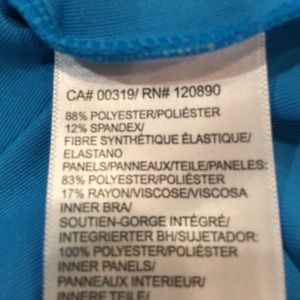 CA# 00319/ RN# 120890
88% POLYESTER/POLIÉSTER
12% SPANDEX/
FIBRE SYNTHÉTIQUE ÉLASTIQUE/
ELASTANO
PANELS/PANNEAUX/TEILE/PANELES:
83% POLYESTER/POLIÉSTER
17% RAYON/VISCOSE/VISCOSA
INNER BRA/
SOUTIEN-GORGE INTÉGRÉ/
INTEGRIERTER BH/SUJETADOR:
100% POLYESTER/POLIÉSTER
INNER PANELS/
PANNEAUX INTERIEUR/
INNERE TEILE/